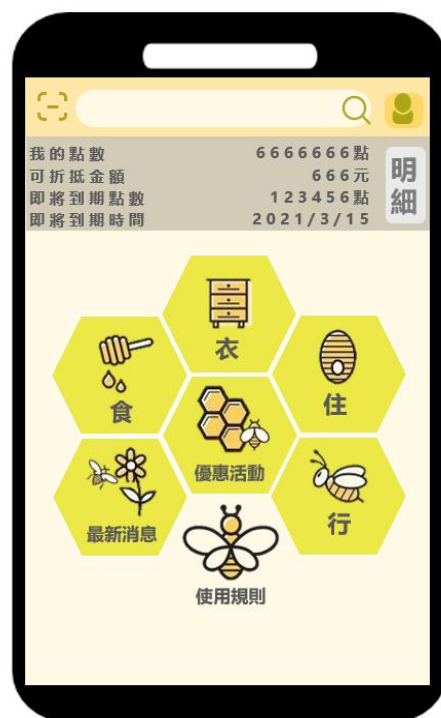 我的點數 6666666點
可折抵金額 666元
即將到期點數 123456點
即將到期時間 2021/3/15
明細
衣
食
住
優惠活動
最新消息
行
使用規則